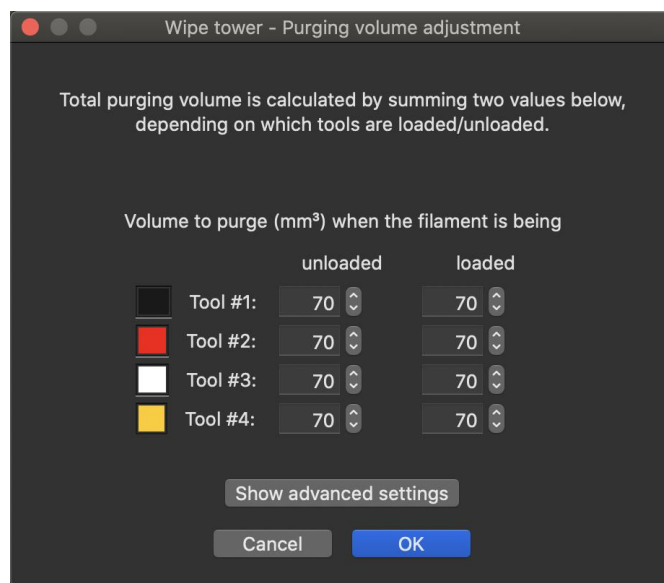 Wipe tower - Purging volume adjustment
Total purging volume is calculated by summing two values below,
depending on which tools are loaded/unloaded.
Volume to purge (mm³) when the filament is being
unloaded loaded
Tool #1: 70 70
Tool #2: 70 70
Tool #3: 70 70
Tool #4: 70 70
Show advanced settings
Cancel OK